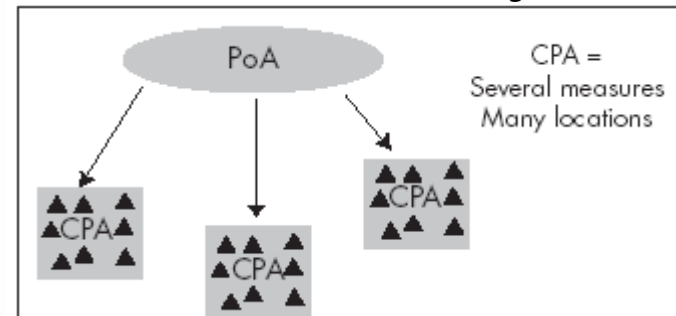 PoA
CPA =
Several measures
Many locations
CPA
CPA
CPA